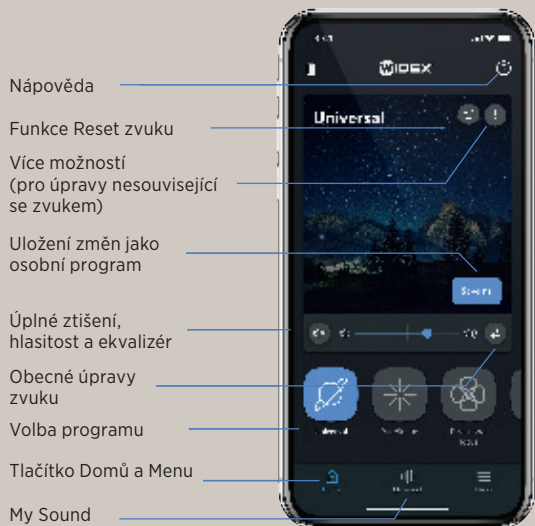 Nápověda
Funkce Reset zvuku
Více možností
(pro úpravy nesouvisející
se zvukem)
Uložení změn jako
osobní program
Úplné ztišení,
hlasitost a ekvalizér
Obecné úpravy
zvuku
Volba programu
Tlačítko Domů a Menu
My Sound
WIDEX
Universal